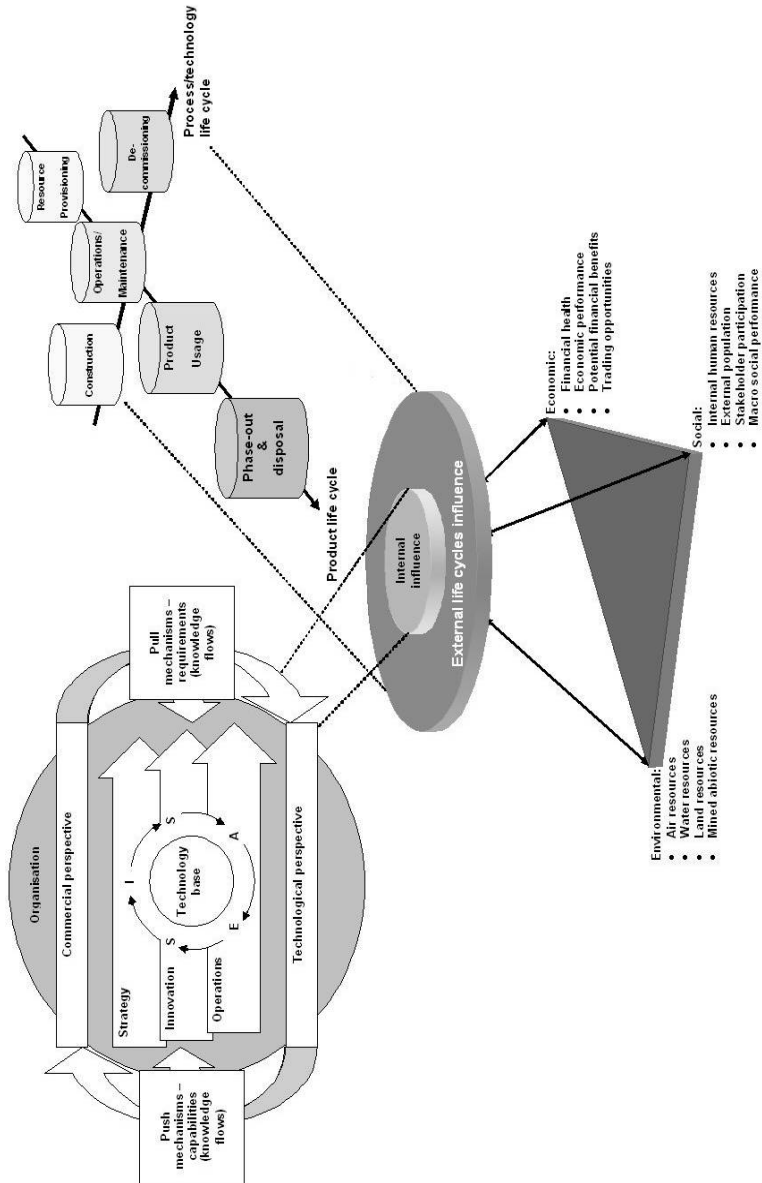 Organisation
Commercial perspective
Push
mechanisms –
capabilities
(knowledge
flows)
Strategy
Innovation
Operations
I
S
A
E
S
Technology
base
Pull
mechanisms –
requirements
(knowledge
flows)
Technological perspective
Construction
Resource
Provisioning
Operations/
Maintenance
De-
commissioning
Product
Usage
Phase-out
&
disposal
Process/technology
life cycle
Product life cycle
Internal
influence
External life cycles influence
Environmental:
• Air resources
• Water resources
• Land resources
• Mined abiotic resources
Economic:
• Financial health
• Economic performance
• Potential financial benefits
• Trading opportunities
Social:
• Internal human resources
• External population
• Stakeholder participation
• Macro social performance